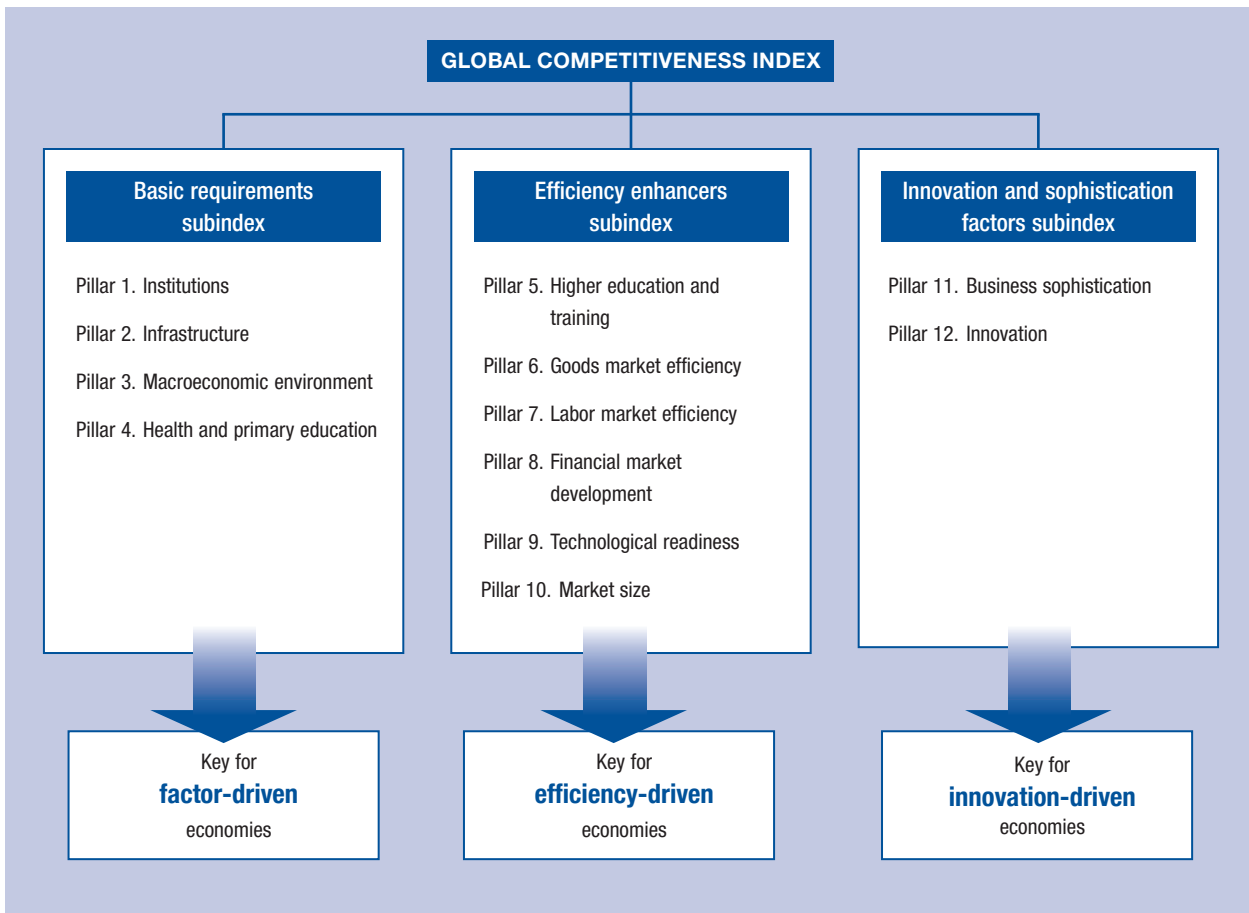 GLOBAL COMPETITIVENESS INDEX
Basic requirements
subindex
Pillar 1. Institutions
Pillar 2. Infrastructure
Pillar 3. Macroeconomic environment
Pillar 4. Health and primary education
Key for
factor-driven
economies
Efficiency enhancers
subindex
Pillar 5. Higher education and
training
Pillar 6. Goods market efficiency
Pillar 7. Labor market efficiency
Pillar 8. Financial market
development
Pillar 9. Technological readiness
Pillar 10. Market size
Key for
efficiency-driven
economies
Innovation and sophistication
factors subindex
Pillar 11. Business sophistication
Pillar 12. Innovation
Key for
innovation-driven
economies